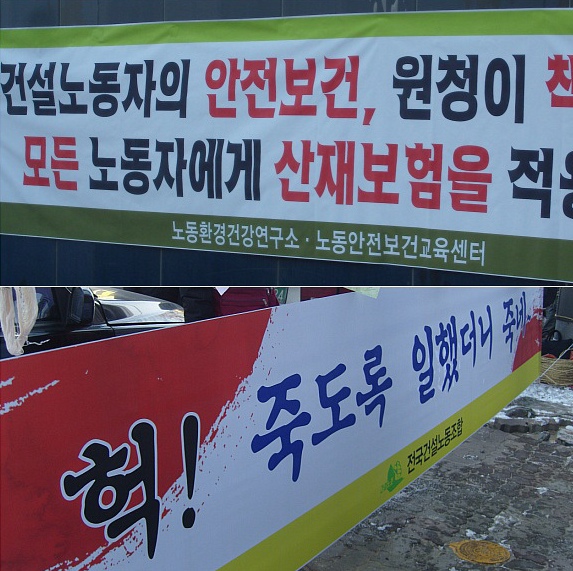 건설노동자의 안전보건, 원청이
모든 노동자에게 산재보험을
노동환경건강연구소 · 노동안전보건교육센터
헉! 죽도록 일했더니 죽네
전국건설노동조합